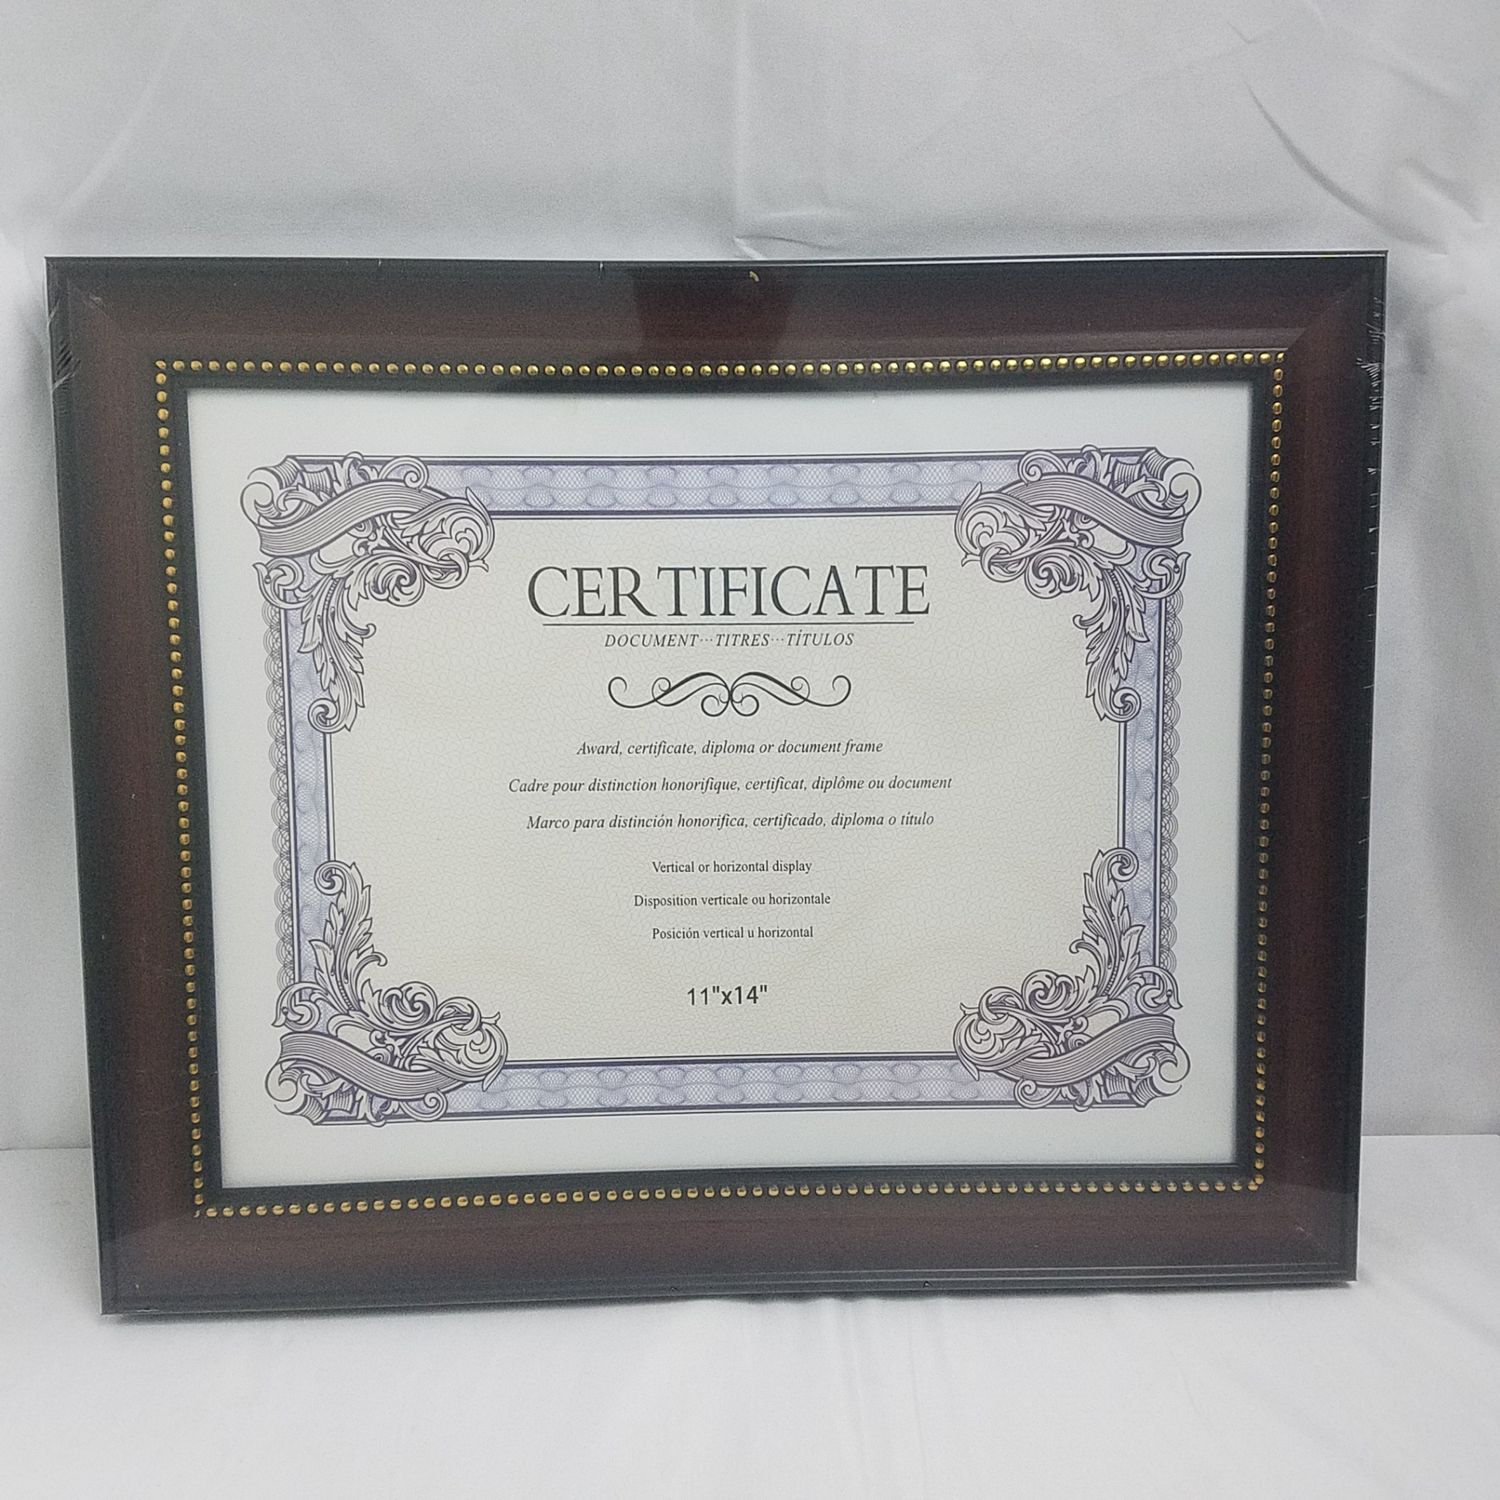 CERTIFICATE
DOCUMENT···TITRES···TÍTULOS
Award, certificate, diploma or document frame
Cadre pour distinction honorifique, certificat, diplôme ou document
Marco para distinción honorifica, certificado, diploma o título
Vertical or horizontal display
Disposition verticale ou horizontale
Posición vertical u horizontal
11"x14"